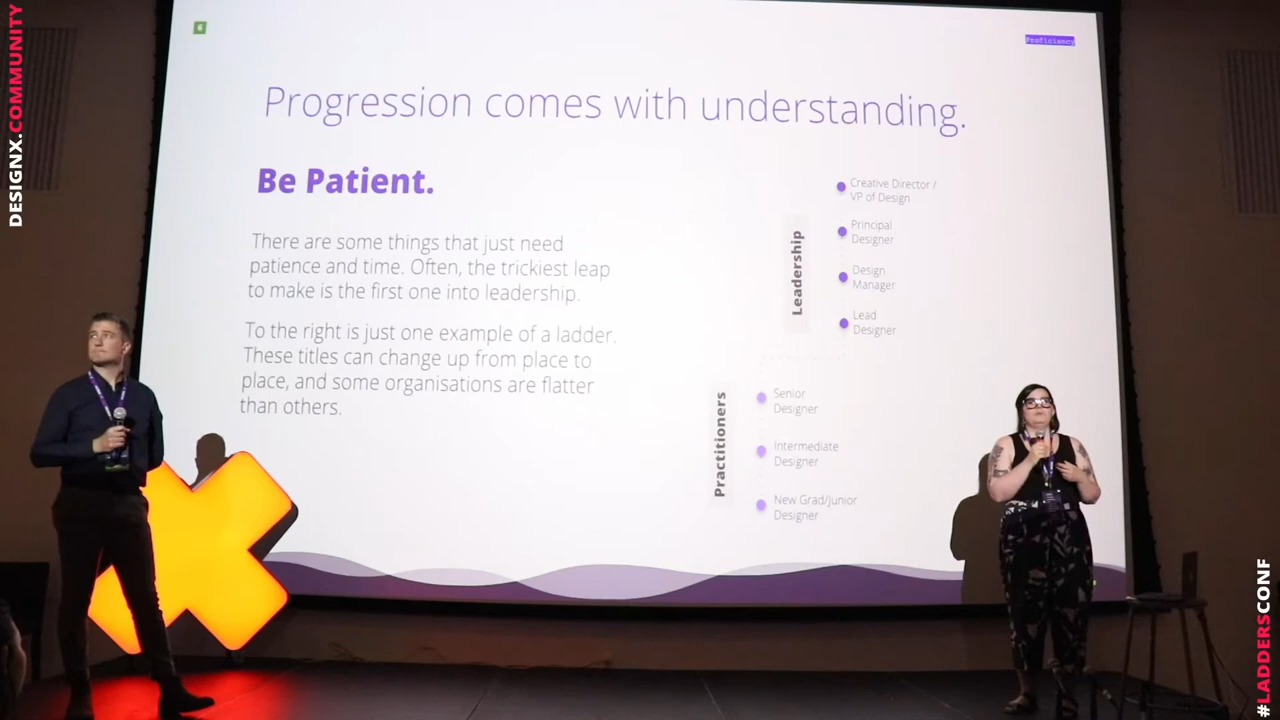 DESIGNX.COMMUNITY
6
Proficiency
Progression comes with understanding.
Be Patient.
There are some things that just need
patience and time. Often, the trickiest leap
to make is the first one into leadership.
To the right is just one example of a ladder.
These titles can change up from place to
place, and some organisations are flatter
than others.
Leadership
Creative Director /
VP of Design
Principal
Designer
Design
Manager
Lead
Designer
Practitioners
Senior
Designer
Intermediate
Designer
New Grad/Junior
Designer
#LADDERSCONF